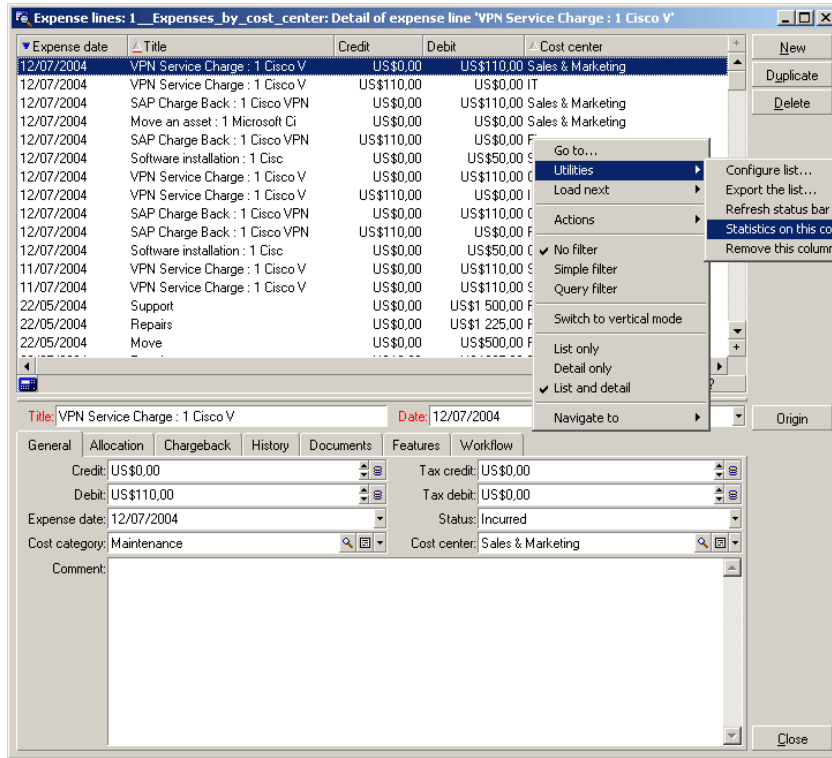 Expense lines: 1__Expenses_by_cost_center: Detail of expense line 'VPN Service Charge : 1 Cisco V'
Expense date Title Credit Debit Cost center
12/07/2004 VPN Service Charge : 1 Cisco V US$0,00 US$110,00 Sales & Marketing
12/07/2004 VPN Service Charge : 1 Cisco V US$110,00 US$0,00 IT
12/07/2004 SAP Charge Back : 1 Cisco VPN US$0,00 US$110,00 Sales & Marketing
12/07/2004 Move an asset : 1 Microsoft Ci US$0,00 US$0,00 Sales & Marketing
12/07/2004 SAP Charge Back : 1 Cisco VPN US$110,00 US$0,00
12/07/2004 Software installation : 1 Cisc US$0,00 US$50,00
12/07/2004 VPN Service Charge : 1 Cisco V US$0,00 US$110,00
12/07/2004 VPN Service Charge : 1 Cisco V US$110,00 US$0,00
12/07/2004 SAP Charge Back : 1 Cisco VPN US$0,00 US$110,00
12/07/2004 SAP Charge Back : 1 Cisco VPN US$110,00 US$0,00
12/07/2004 Software installation : 1 Cisc US$0,00 US$50,00
11/07/2004 VPN Service Charge : 1 Cisco V US$0,00 US$110,00
11/07/2004 VPN Service Charge : 1 Cisco V US$0,00 US$110,00
22/05/2004 Support US$0,00 US$1 500,00
22/05/2004 Repairs US$0,00 US$1 225,00
22/05/2004 Move US$0,00 US$500,00
New
Duplicate
Delete
Go to...
Utilities
Load next
Actions
No filter
Simple filter
Query filter
Switch to vertical mode
List only
Detail only
List and detail
Navigate to
Configure list...
Export the list...
Refresh status bar
Statistics on this co
Remove this column
Title: VPN Service Charge : 1 Cisco V Date: 12/07/2004
Origin
General Allocation Chargeback History Documents Features Workflow
Credit: US$0,00 Tax credit: US$0,00
Debit: US$110,00 Tax debit: US$0,00
Expense date: 12/07/2004 Status: Incurred
Cost category: Maintenance Cost center: Sales & Marketing
Comment:
Close